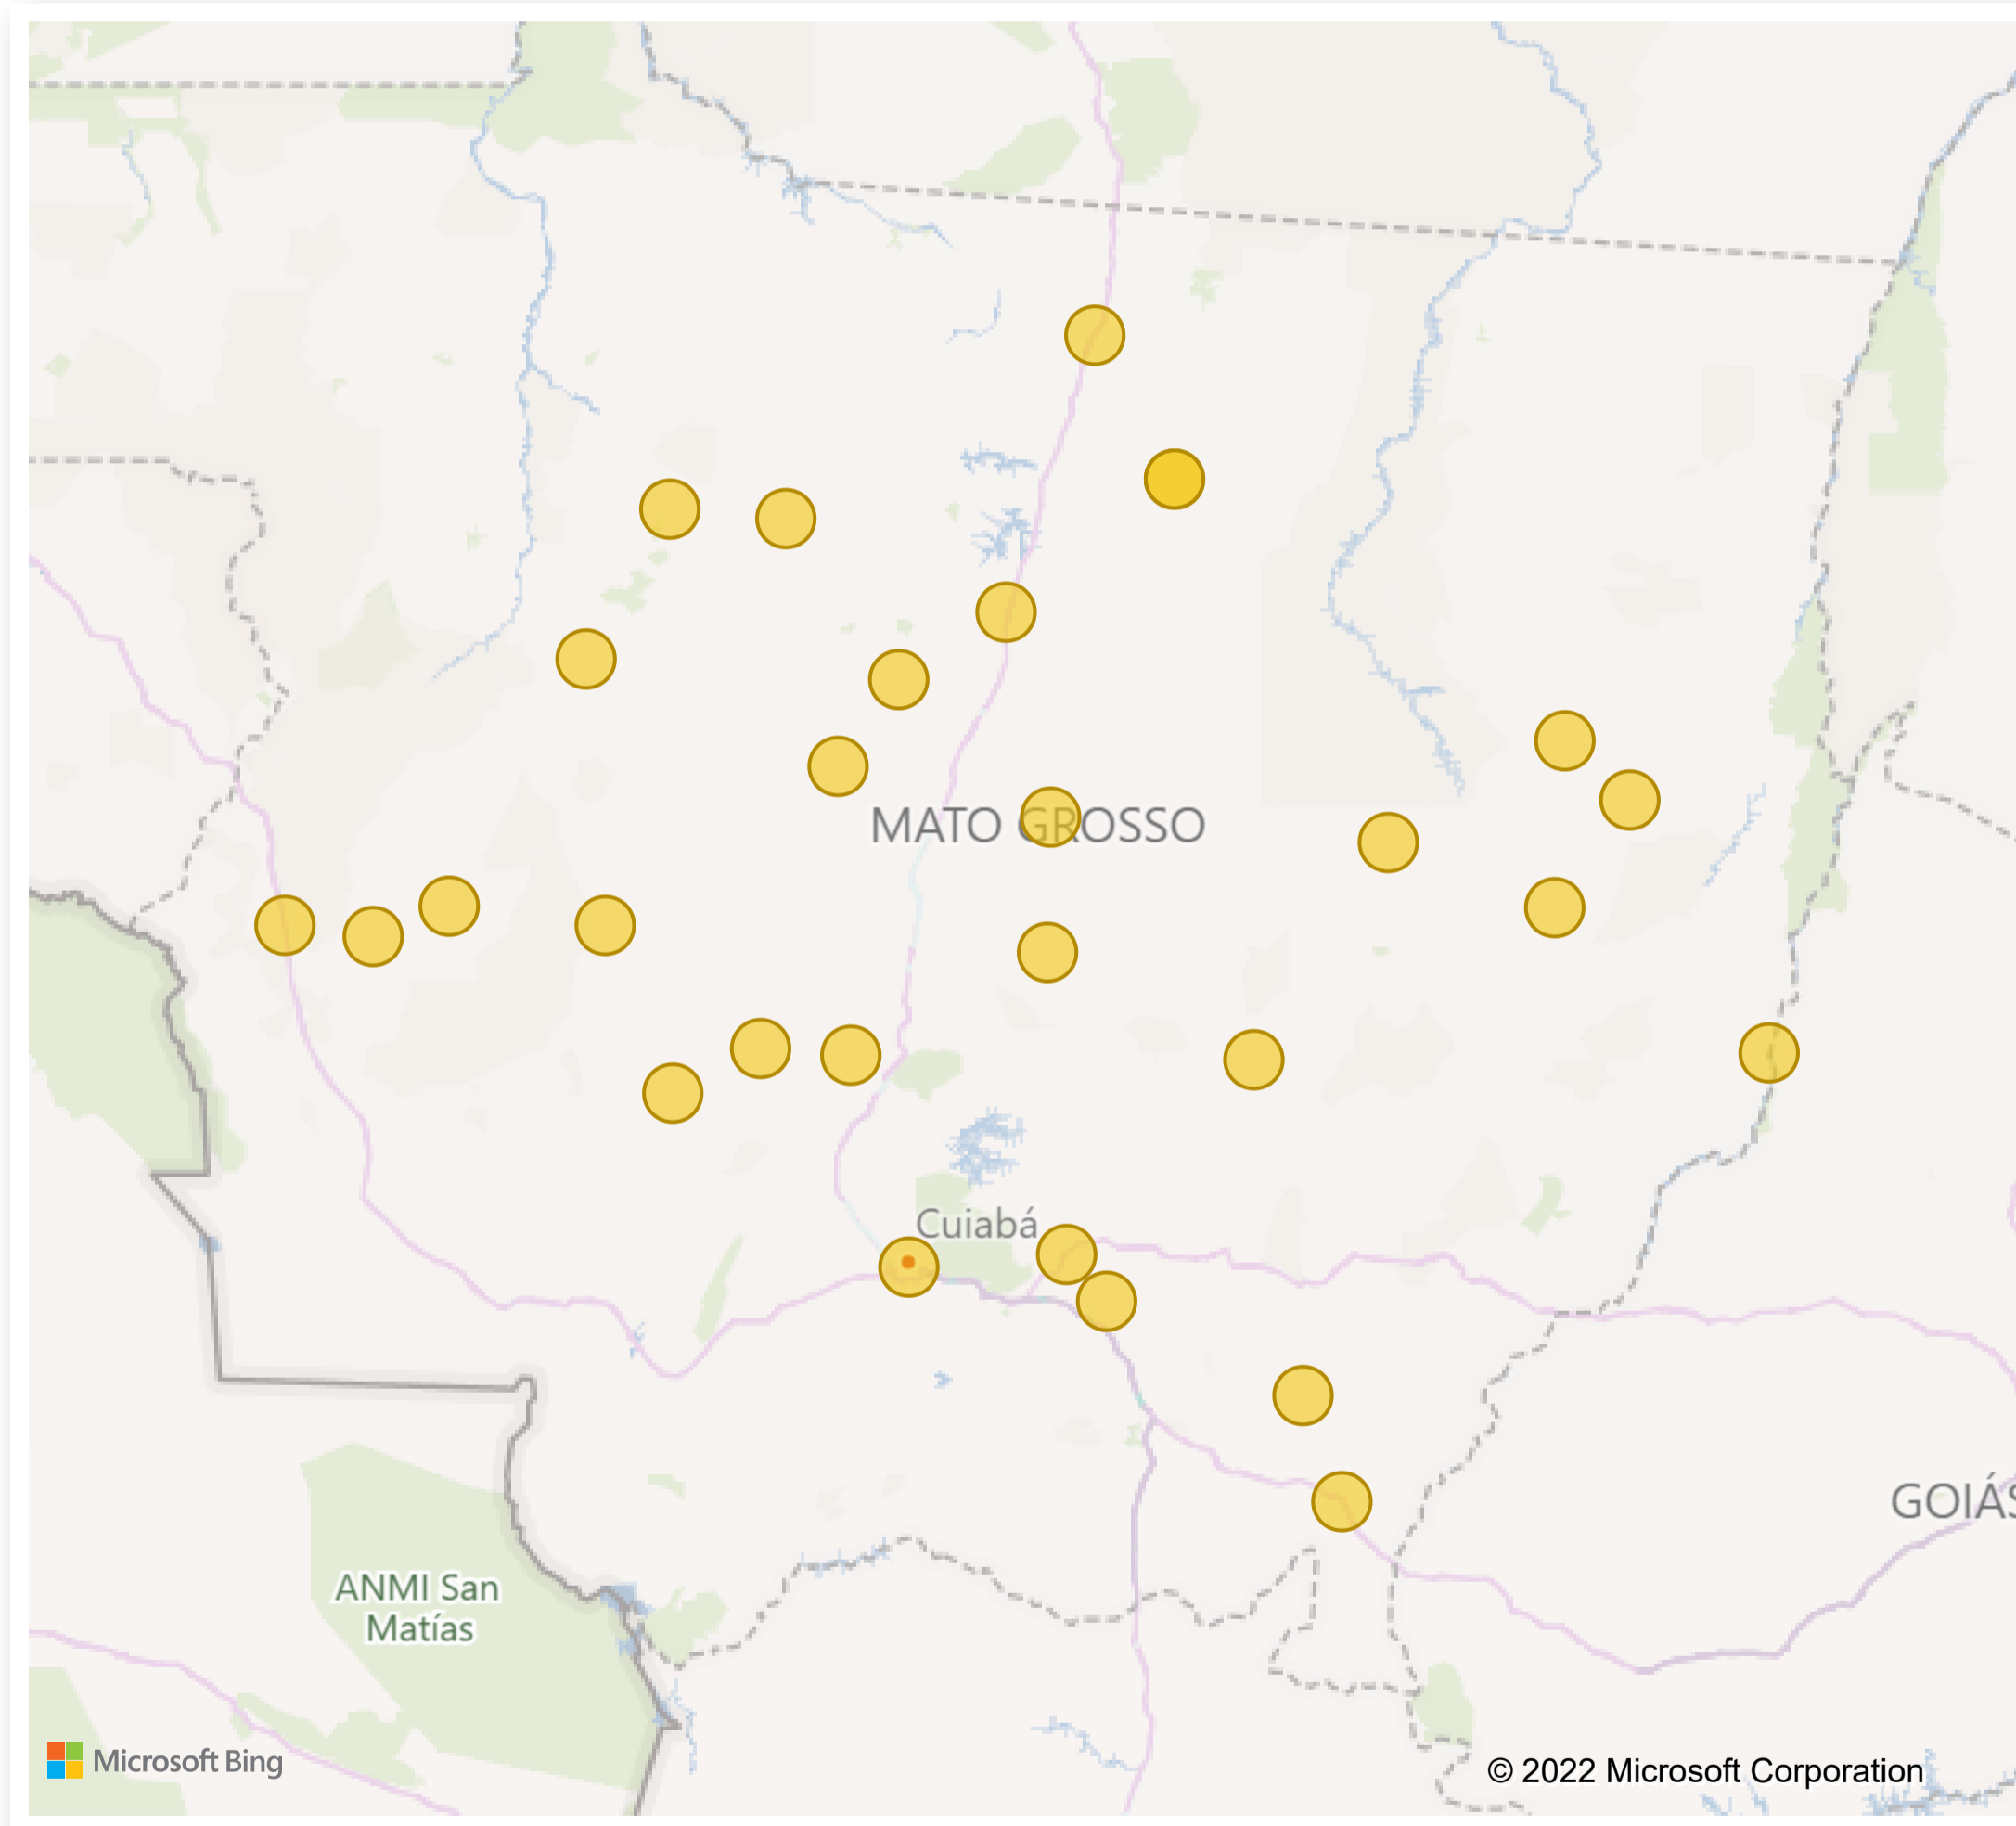 MATO GROSSO
Cuiabá
GOIÁS
ANMI San
Matías
Microsoft Bing
© 2022 Microsoft Corporation